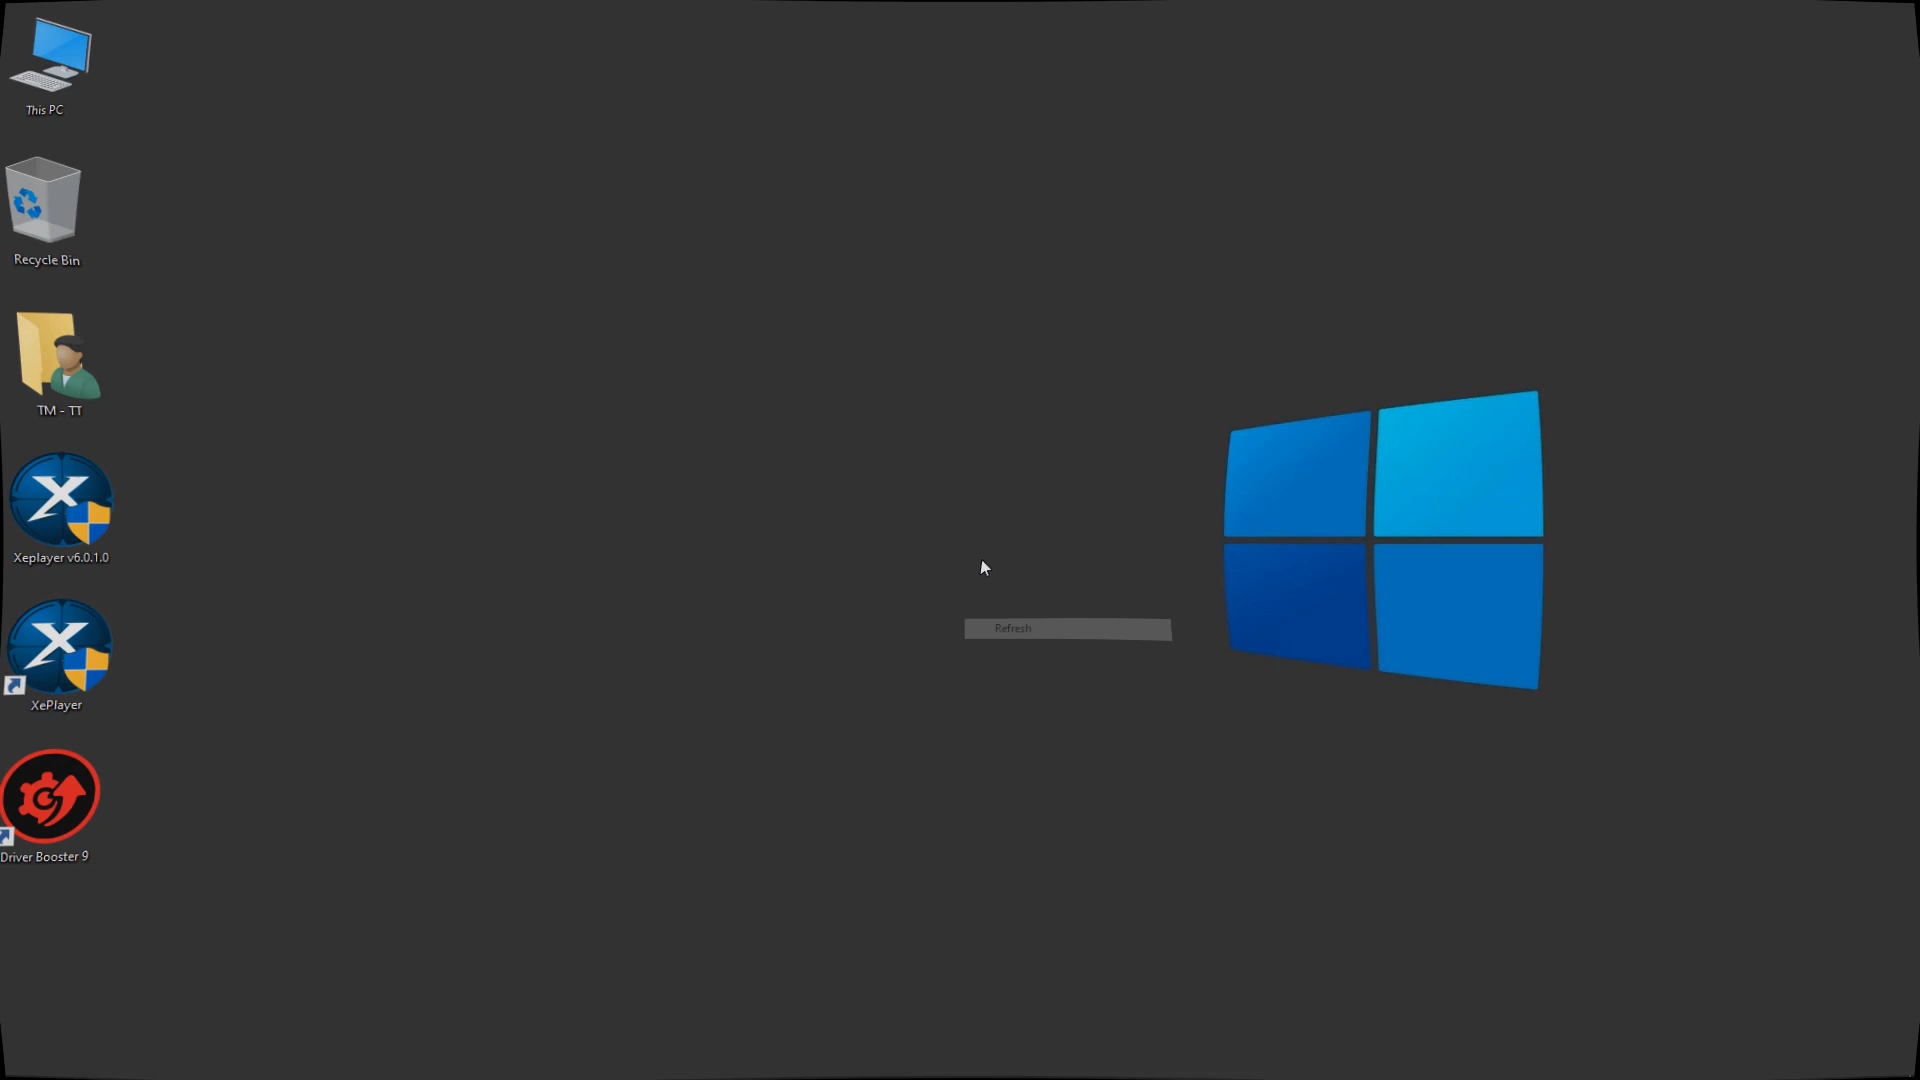 This PC
Recycle Bin
TM - TT
Xeplayer v6.0.1.0
XePlayer
Driver Booster 9
Refresh